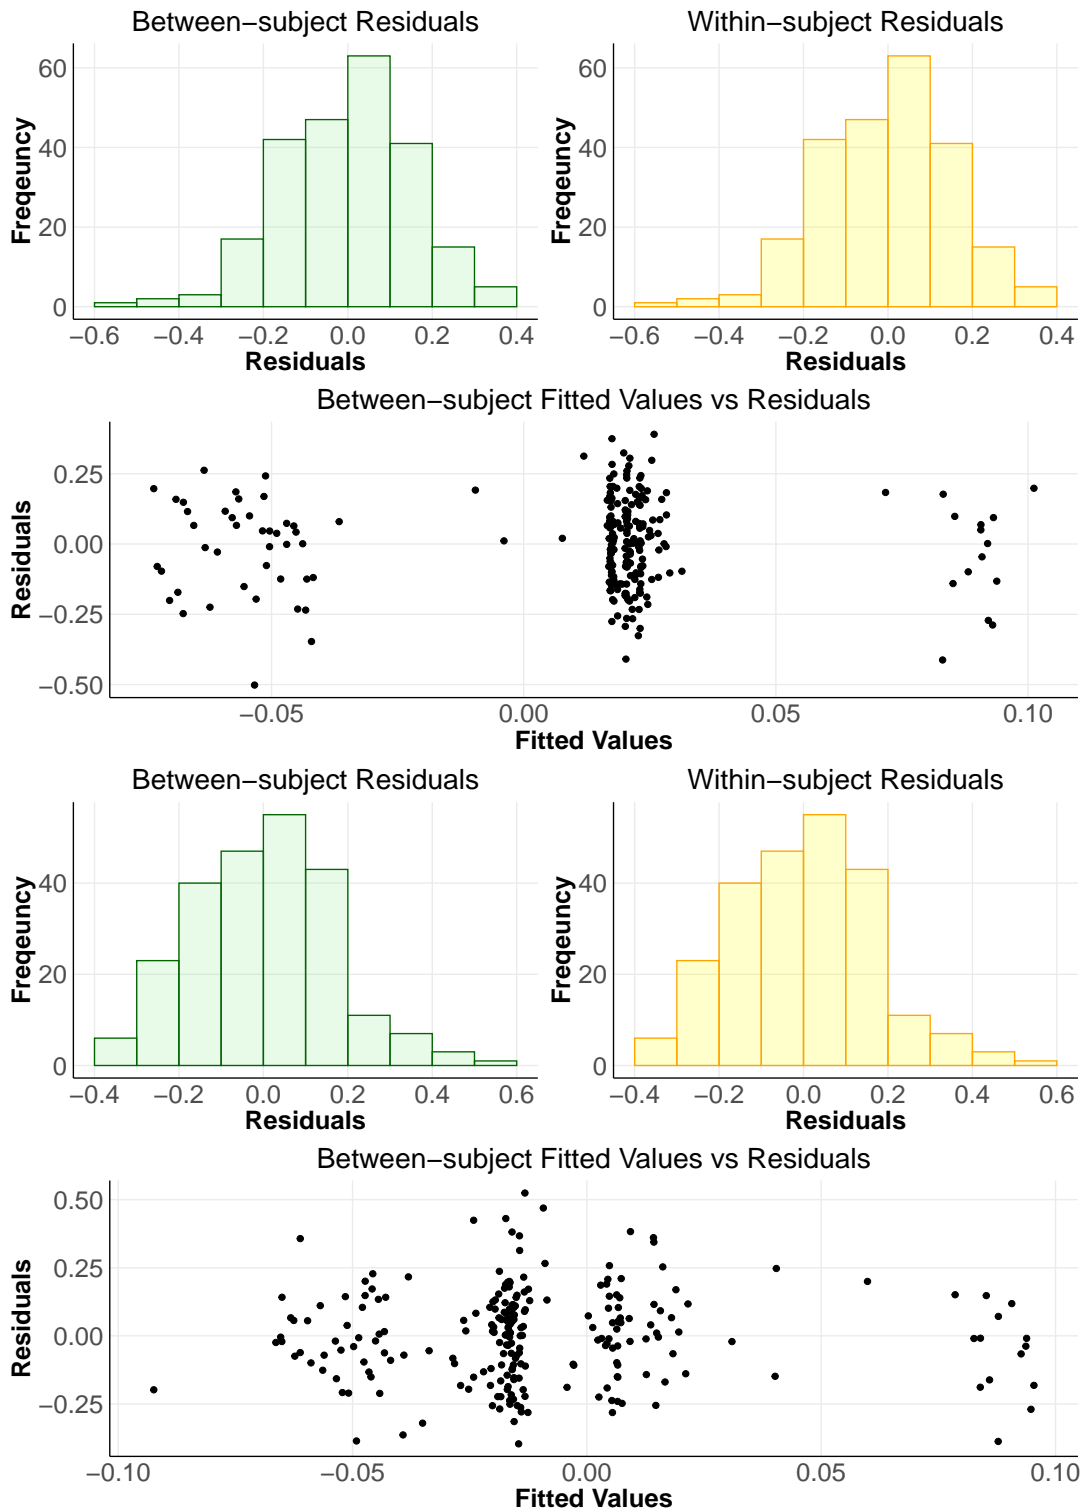 Between−subject Residuals Within−subject Residuals
60 60
40 40
20 20
0 0
Freqeuncy Freqeuncy
−0.6 −0.4 −0.2 0.0 0.2 0.4 −0.6 −0.4 −0.2 0.0 0.2 0.4
Residuals Residuals
Between−subject Fitted Values vs Residuals
0.25
0.00
−0.25
−0.50
Residuals
−0.05 0.00 0.05 0.10
Fitted Values
Between−subject Residuals Within−subject Residuals
40 40
20 20
0 0
Freqeuncy Freqeuncy
−0.4 −0.2 0.0 0.2 0.4 0.6 −0.4 −0.2 0.0 0.2 0.4 0.6
Residuals Residuals
Between−subject Fitted Values vs Residuals
0.50
0.25
0.00
−0.25
Residuals
−0.10 −0.05 0.00 0.05 0.10
Fitted Values